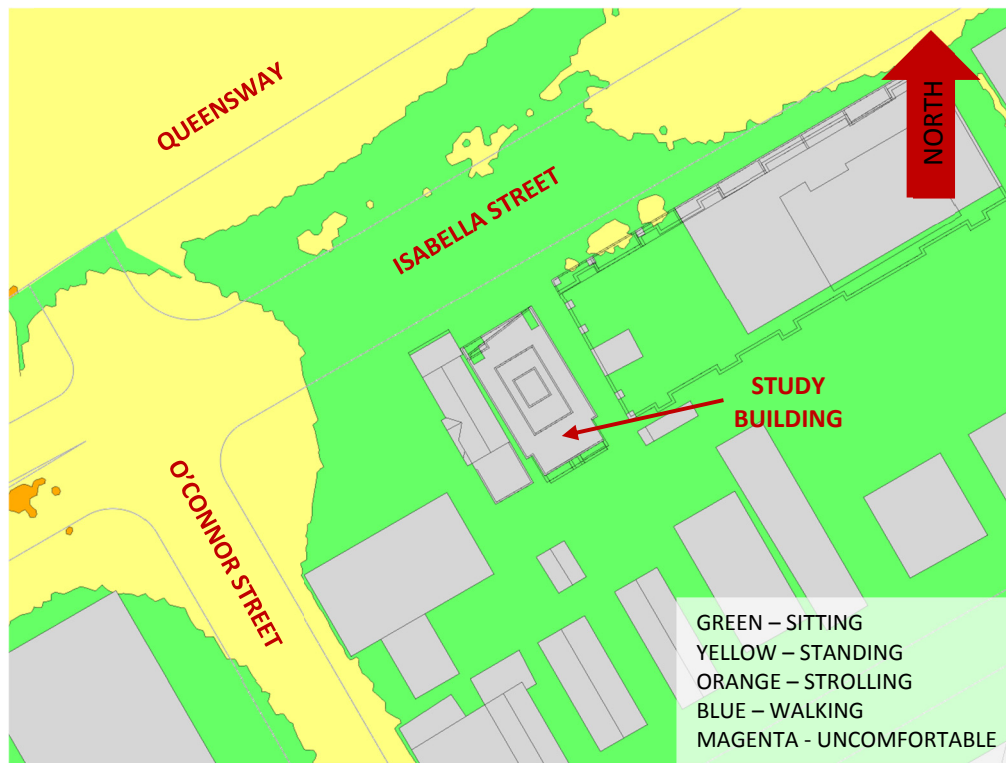 QUEENSWAY
NORTH
ISABELLA STREET
STUDY
BUILDING
O'CONNOR STREET
GREEN – SITTING
YELLOW – STANDING
ORANGE – STROLLING
BLUE – WALKING
MAGENTA - UNCOMFORTABLE